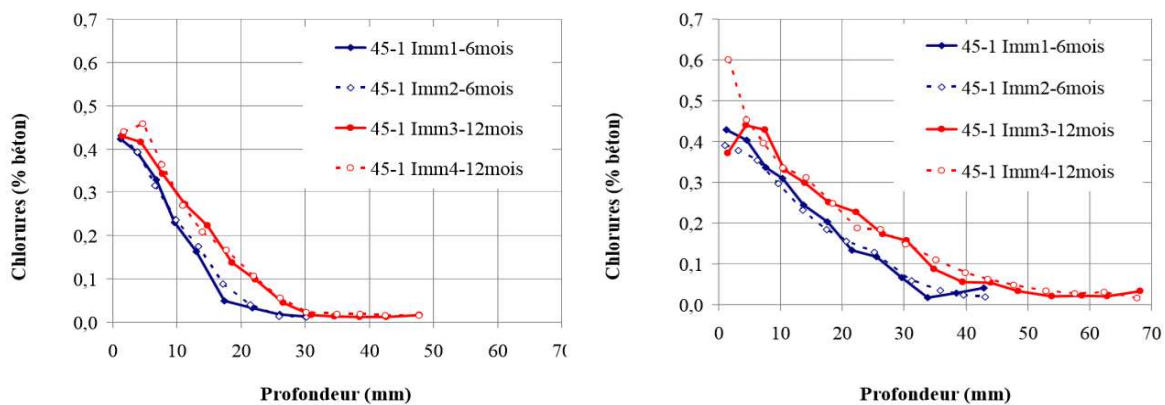 0,7
0,6
0,5
0,4
0,3
0,2
0,1
0,0
Chlorures (% béton)
45-1 Imm1-6mois
45-1 Imm2-6mois
45-1 Imm3-12mois
45-1 Imm4-12mois
0 10 20 30 40 50 60
Profondeur (mm)
0,7
0,6
0,5
0,4
0,3
0,2
0,1
0,0
Chlorures (% béton)
45-1 Imm1-6mois
45-1 Imm2-6mois
45-1 Imm3-12mois
45-1 Imm4-12mois
0 10 20 30 40 50 60 70
Profondeur (mm)